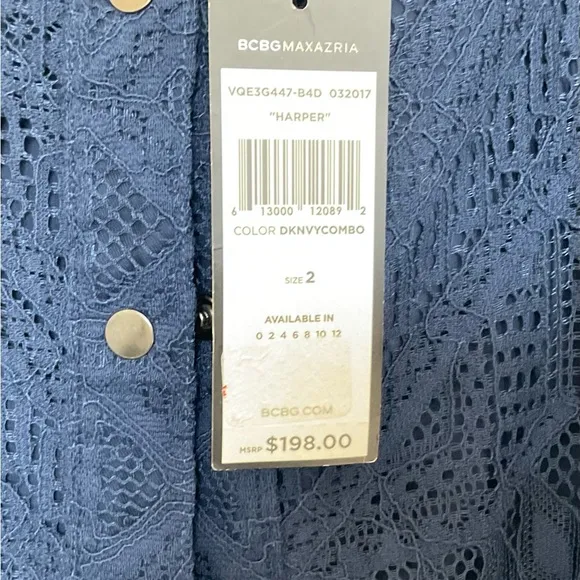 BCBGMAXAZRIA
VQE3G447-B4D 032017
"HARPER"
6 13000 12089 2
COLOR DKNVYCOMBO
SIZE 2
AVAILABLE IN
0 2 4 6 8 10 12
BCBG.COM
MSRP $198.00